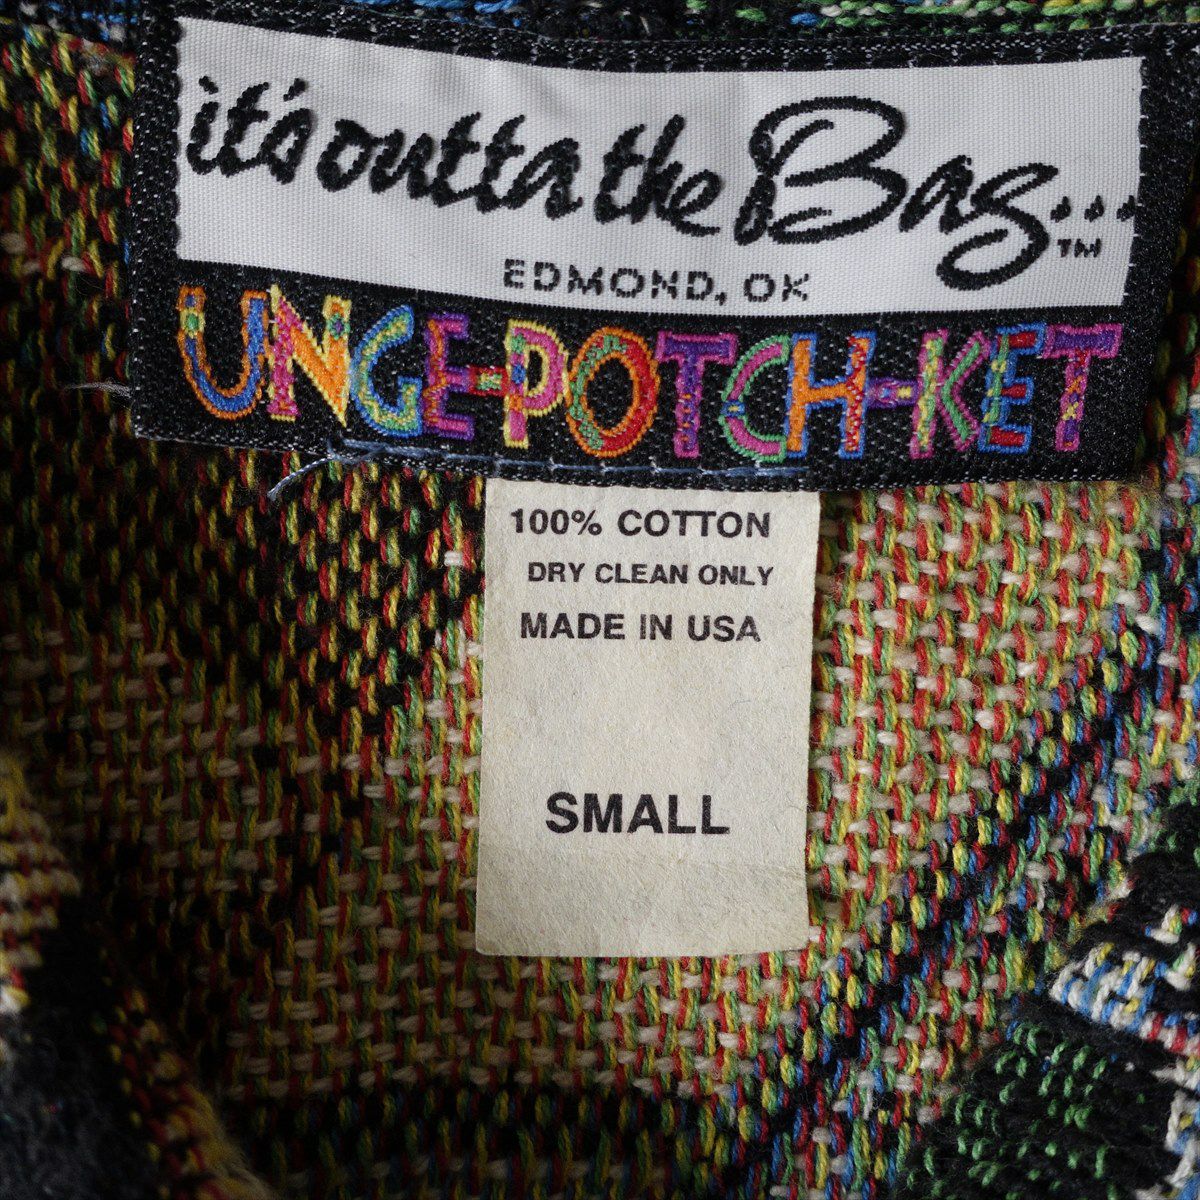 it's outta the Bag...™
EDMOND, OK
UNGE-POTCH-KET
100% COTTON
DRY CLEAN ONLY
MADE IN USA
SMALL